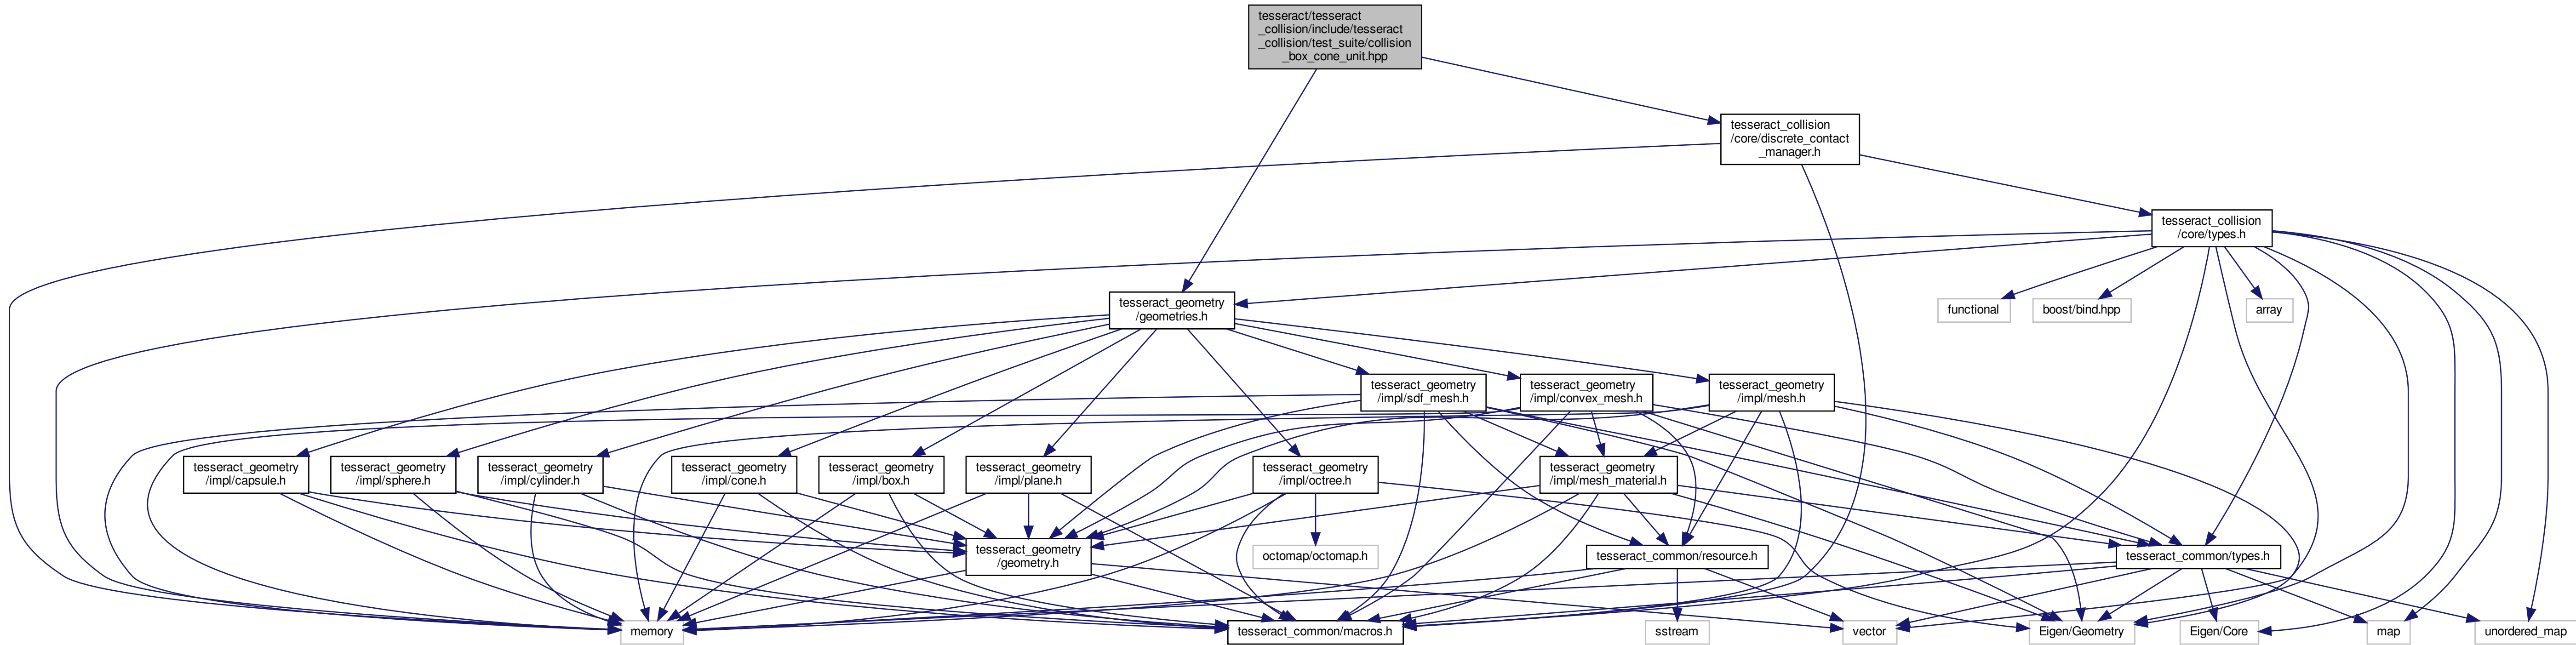 tesseract/tesseract
_collision/include/tesseract
_collision/test_suite/collision
_box_cone_unit.hpp
tesseract_collision
/core/discrete_contact
_manager.h
tesseract_collision
/core/types.h
tesseract_geometry
/geometries.h
functional
boost/bind.hpp
array
tesseract_geometry
/impl/sdf_mesh.h
tesseract_geometry
/impl/convex_mesh.h
tesseract_geometry
/impl/mesh.h
tesseract_geometry
/impl/capsule.h
tesseract_geometry
/impl/sphere.h
tesseract_geometry
/impl/cylinder.h
tesseract_geometry
/impl/cone.h
tesseract_geometry
/impl/box.h
tesseract_geometry
/impl/plane.h
tesseract_geometry
/impl/octree.h
tesseract_geometry
/impl/mesh_material.h
tesseract_geometry
/geometry.h
octomap/octomap.h
tesseract_common/resource.h
tesseract_common/types.h
memory
tesseract_common/macros.h
sstream
vector
Eigen/Geometry
Eigen/Core
map
unordered_map